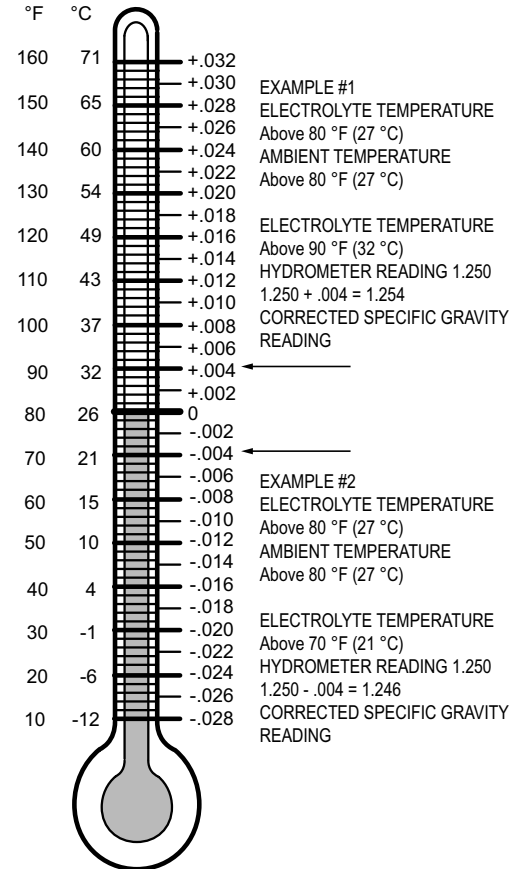 °F °C
160 71 +.032
+.030
150 65 +.028
+.026
140 60 +.024
+.022
130 54 +.020
+.018
120 49 +.016
+.014
110 43 +.012
+.010
100 37 +.008
+.006
90 32 +.004
+.002
80 26 0
-.002
70 21 -.004
-.006
60 15 -.008
-.010
50 10 -.012
-.014
40 4 -.016
-.018
30 -1 -.020
-.022
20 -6 -.024
-.026
10 -12 -.028
EXAMPLE #1
ELECTROLYTE TEMPERATURE
Above 80 °F (27 °C)
AMBIENT TEMPERATURE
Above 80 °F (27 °C)
ELECTROLYTE TEMPERATURE
Above 90 °F (32 °C)
HYDROMETER READING 1.250
1.250 + .004 = 1.254
CORRECTED SPECIFIC GRAVITY
READING
EXAMPLE #2
ELECTROLYTE TEMPERATURE
Above 80 °F (27 °C)
AMBIENT TEMPERATURE
Above 80 °F (27 °C)
ELECTROLYTE TEMPERATURE
Above 70 °F (21 °C)
HYDROMETER READING 1.250
1.250 - .004 = 1.246
CORRECTED SPECIFIC GRAVITY
READING